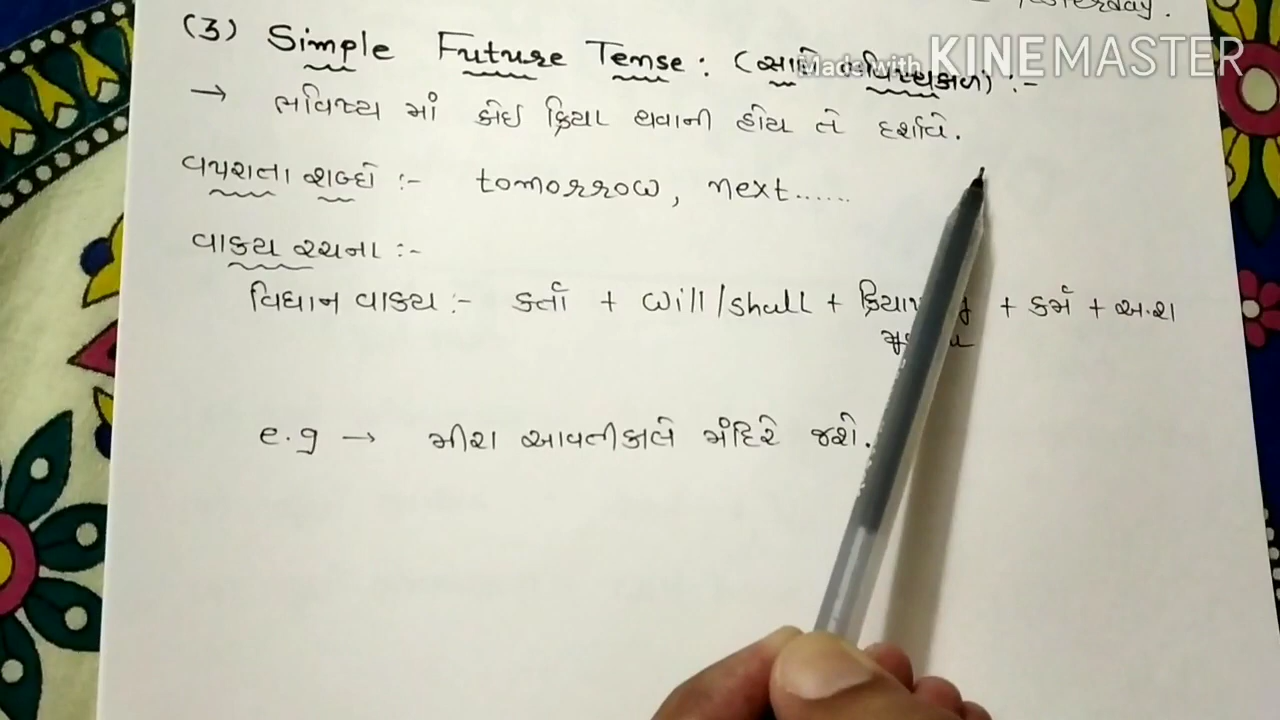 yesterday.
(3) Simple Future Tense : (સાદો ભવિષ્યકાળ) :-
→ ભવિષ્ય માં કોઈ ક્રિયા થવાની હોય તે દર્શાવે.
વપરાતા શબ્દો :- tomorrow, next......
વાક્ય રચના :-
વિધાન વાક્ય :- કર્તા + will/shall + + કર્મ + અ.શ
e.g → મીરા આવતીકાલે મંદિરે જશે.
Made with KINEMASTER